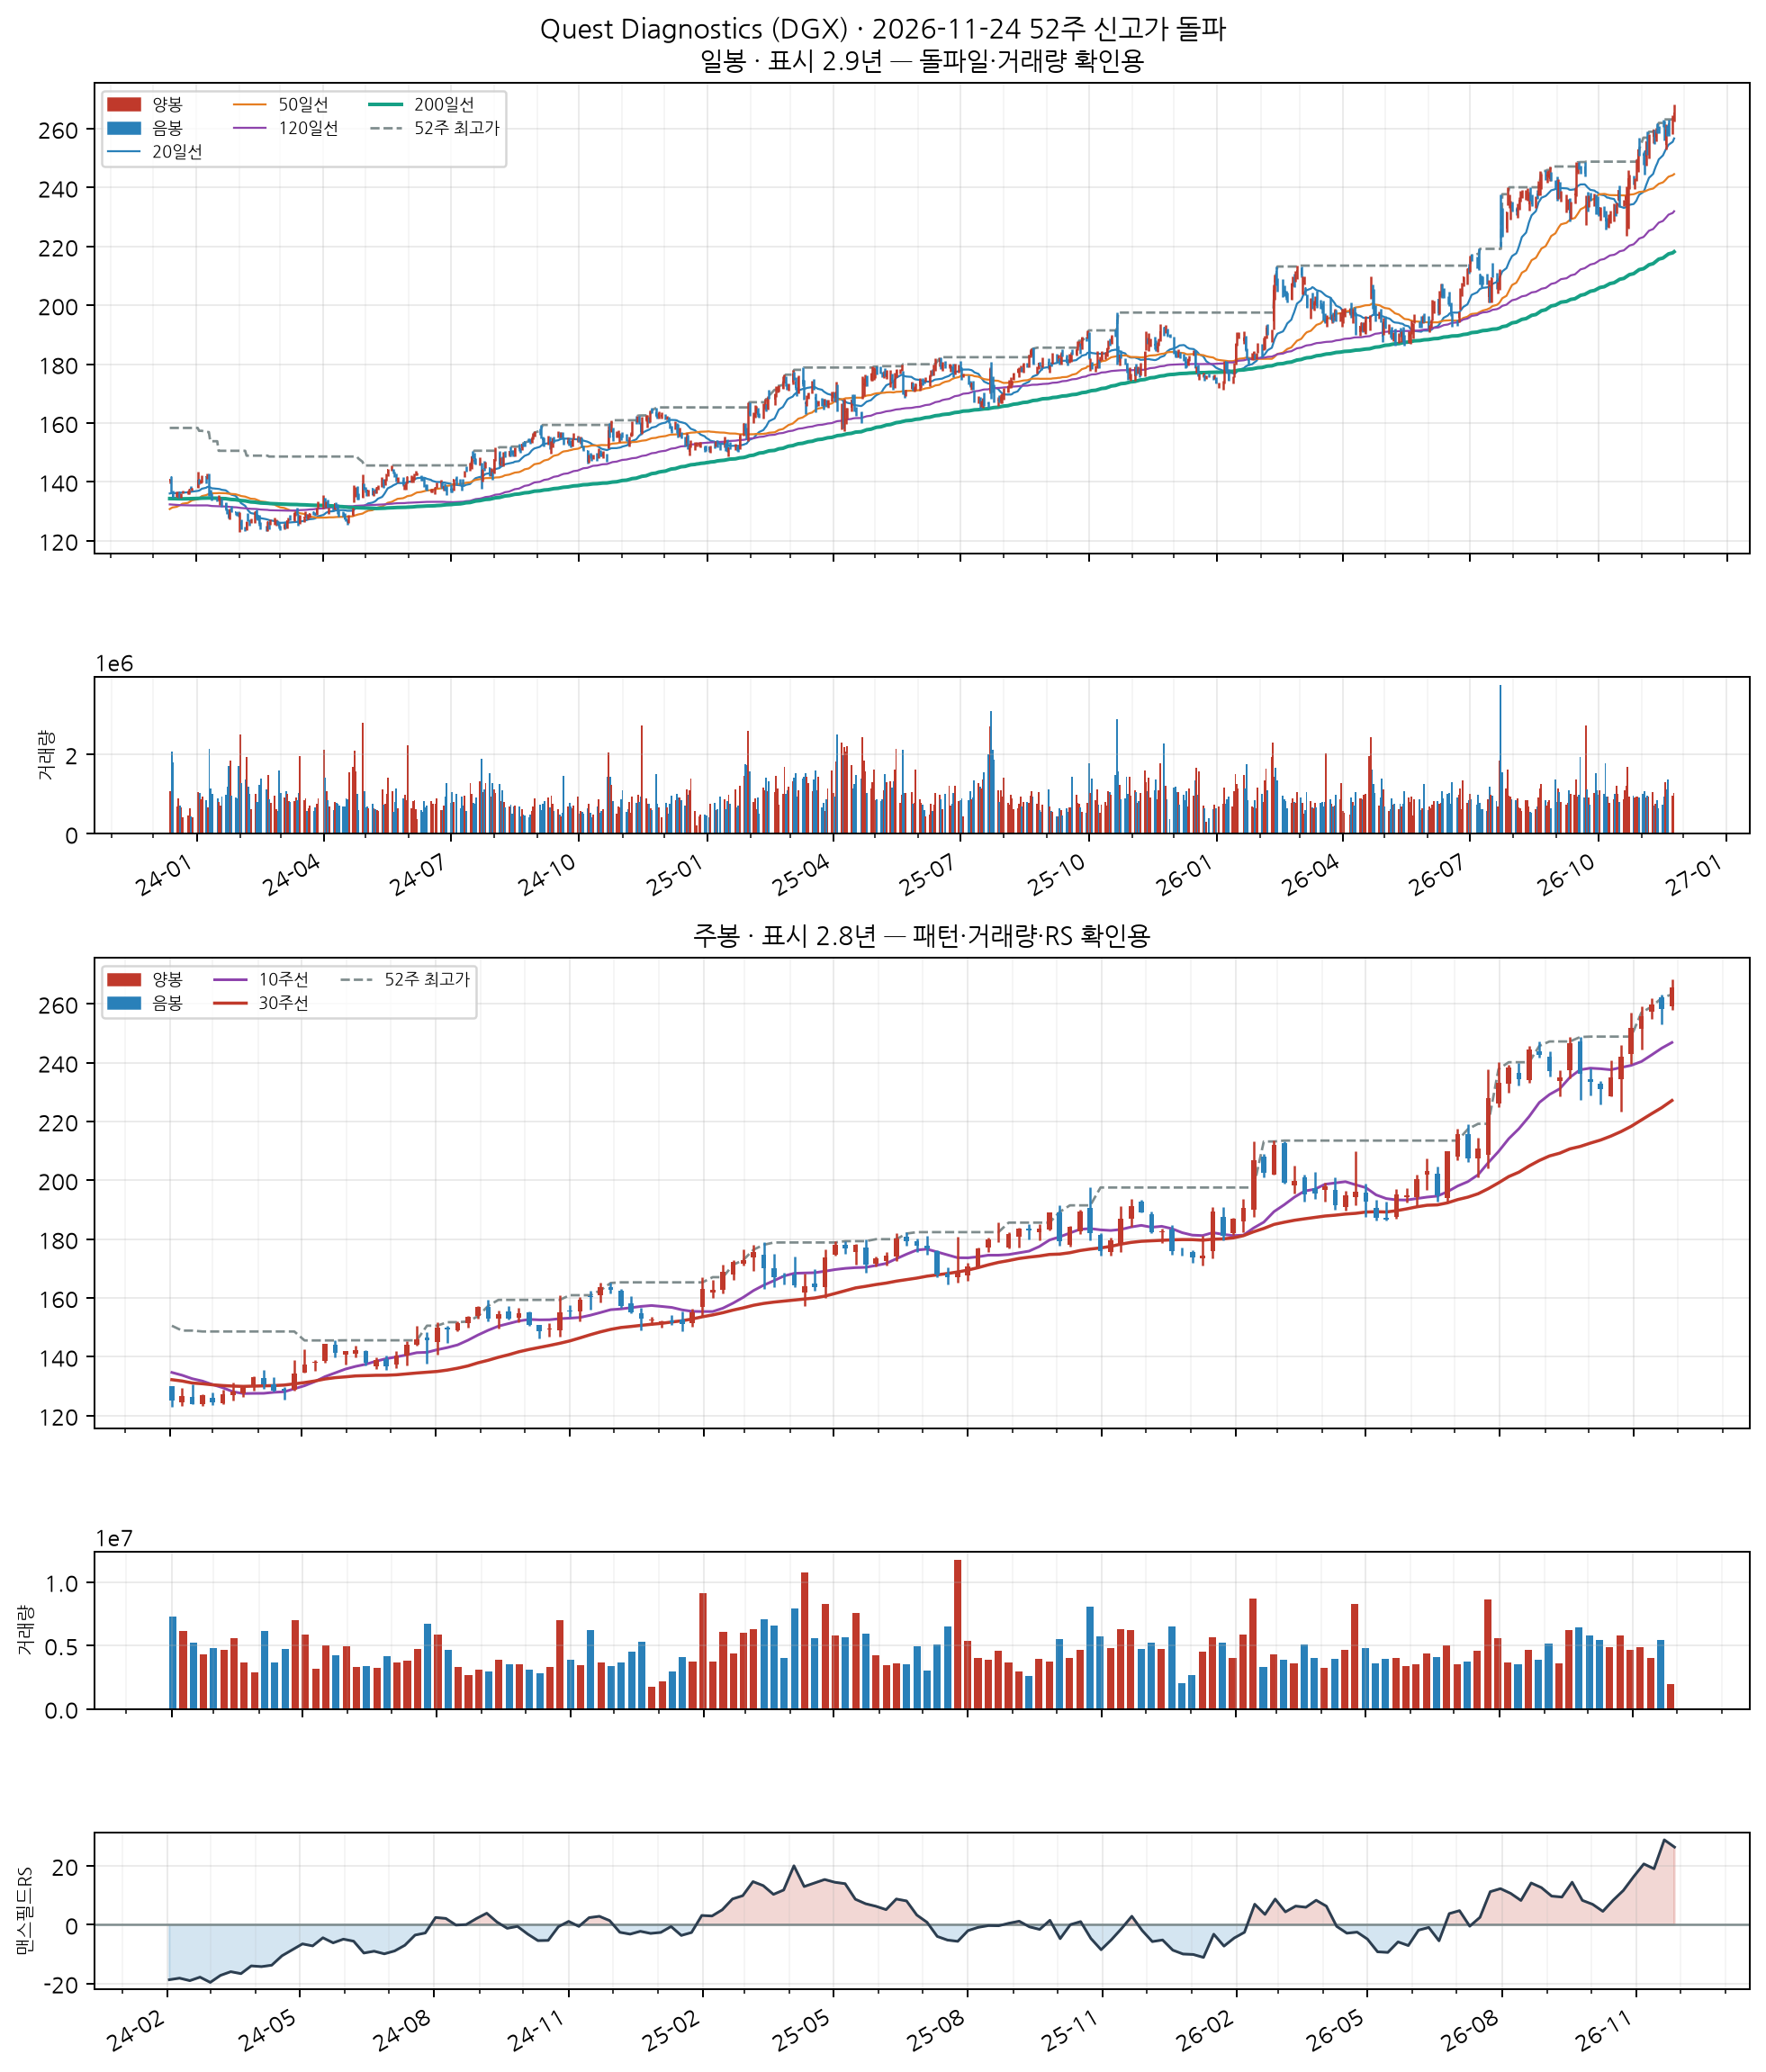 Quest Diagnostics (DGX) · 2026-11-24 52주 신고가 돌파
일봉 · 표시 2.9년 — 돌파일·거래량 확인용
양봉
음봉
20일선
50일선
120일선
200일선
52주 최고가
260
240
220
200
180
160
140
120
1e6
거래량
2
0
24-01
24-04
24-07
24-10
25-01
25-04
25-07
25-10
26-01
26-04
26-07
26-10
27-01
주봉 · 표시 2.8년 — 패턴·거래량·RS 확인용
양봉
음봉
10주선
30주선
52주 최고가
260
240
220
200
180
160
140
120
1e7
거래량
1.0
0.5
0.0
맨스필드RS
20
0
-20
24-02
24-05
24-08
24-11
25-02
25-05
25-08
25-11
26-02
26-05
26-08
26-11